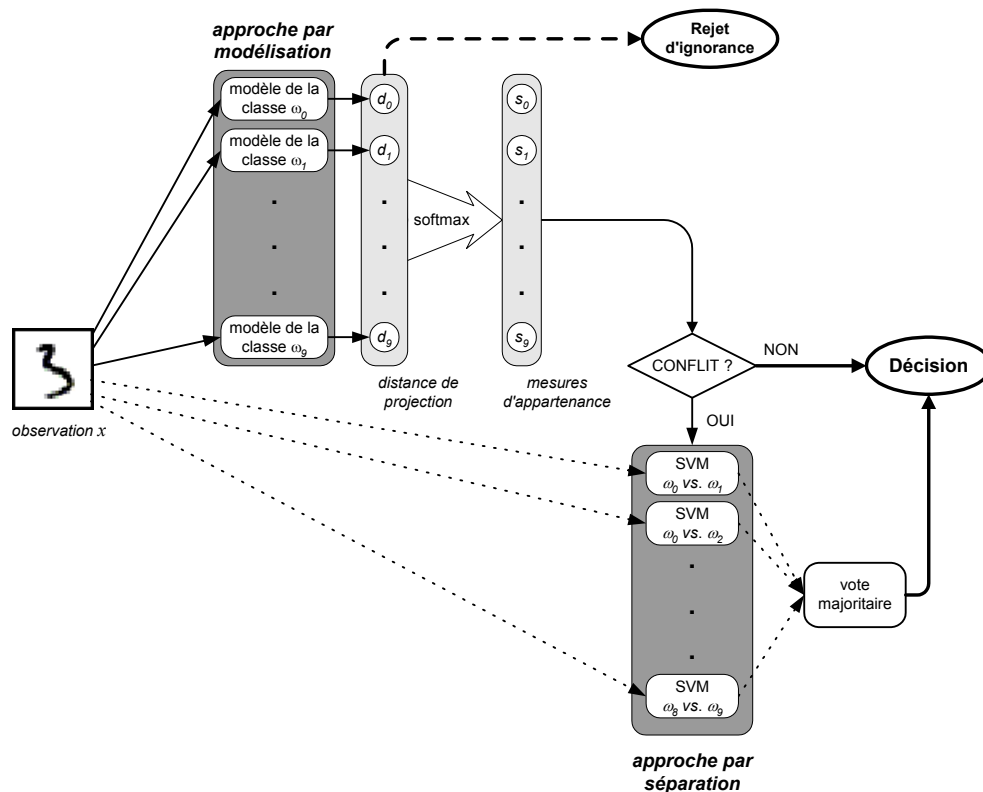 approche par
modélisation
Rejet
d'ignorance
modèle de la
classe ω0
d0
s0
modèle de la
classe ω1
d1
s1
softmax
modèle de la
classe ω9
d9
s9
distance de
projection
mesures
d'appartenance
CONFLIT ?
NON
Décision
OUI
observation x
SVM
ω0 vs. ω1
SVM
ω0 vs. ω2
vote
majoritaire
SVM
ω8 vs. ω9
approche par
séparation